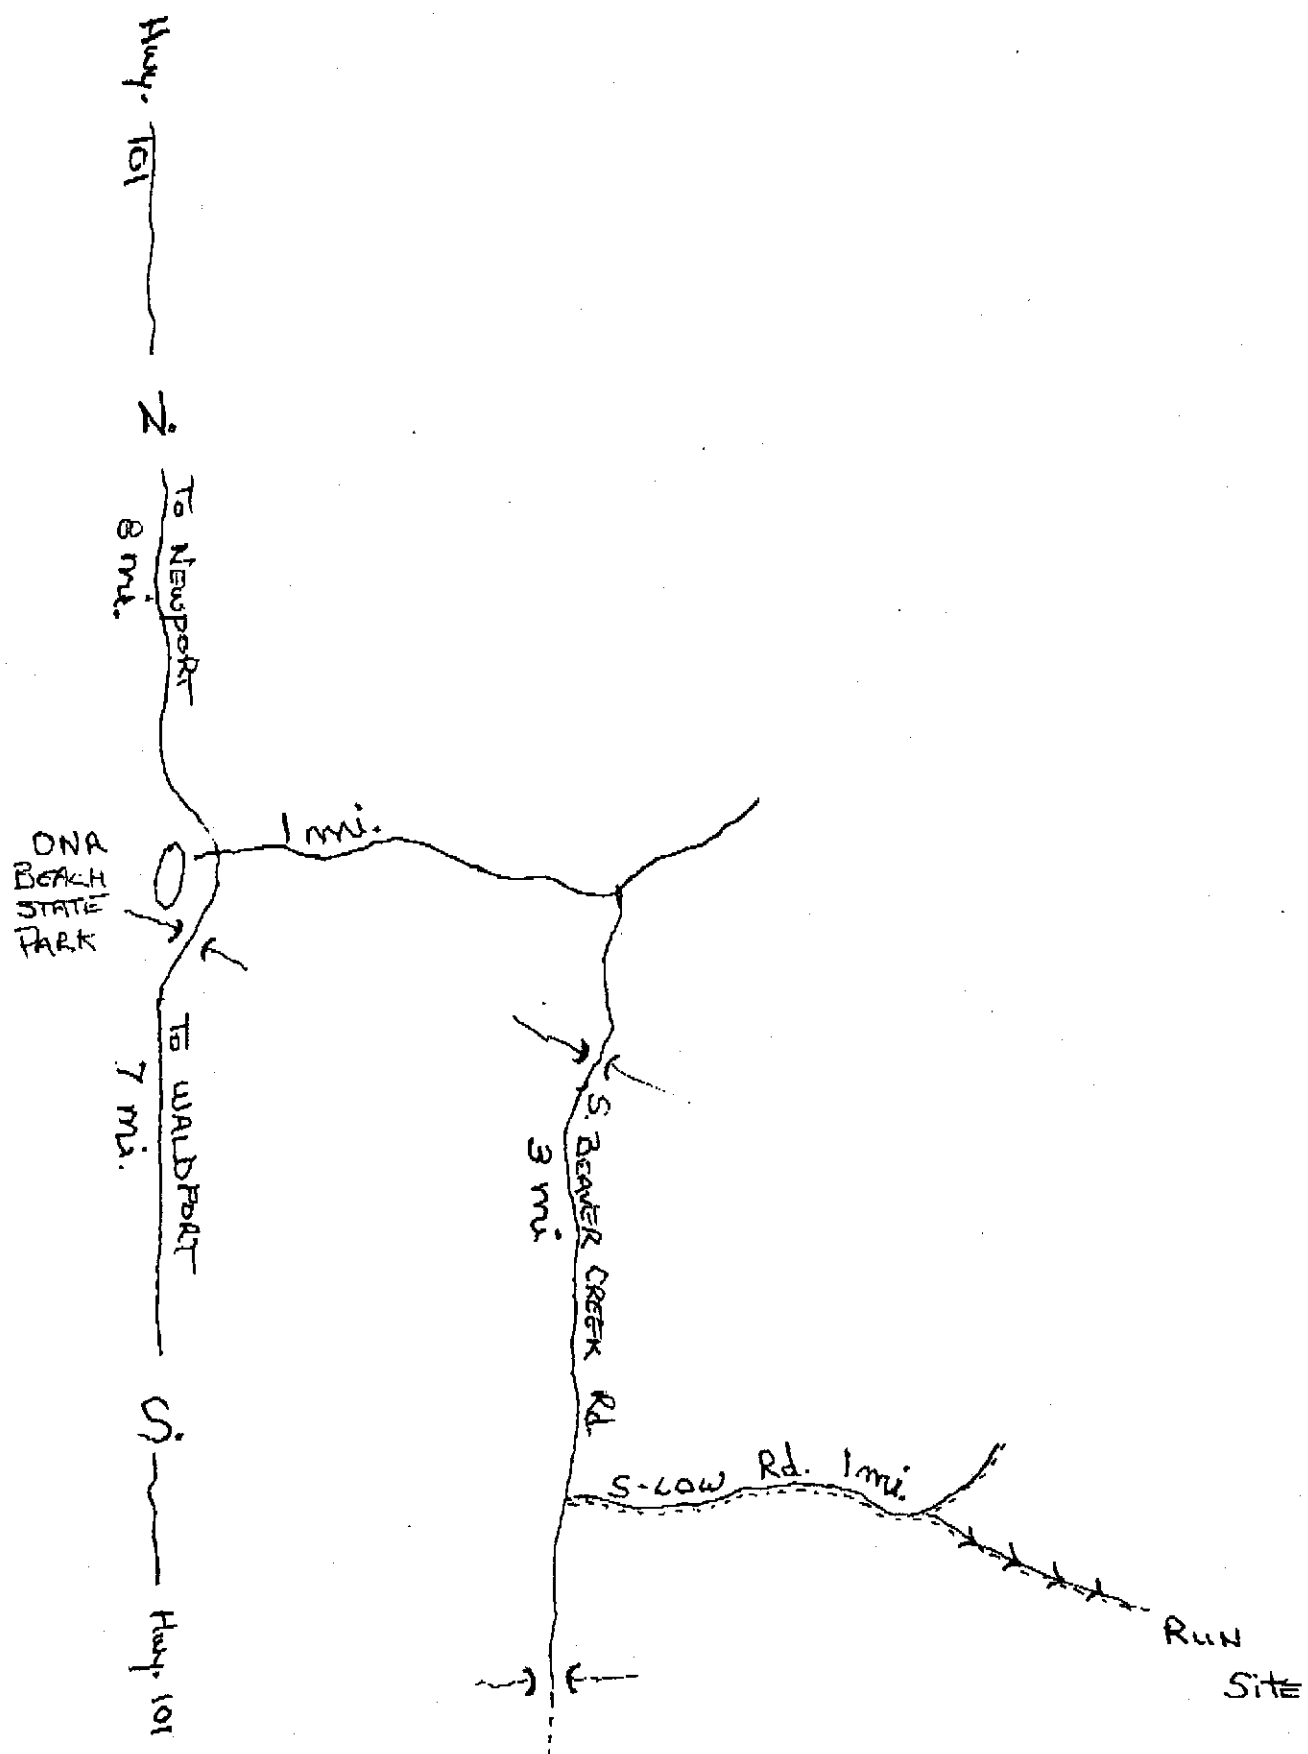 Hwy. 101
N.
To NEWPORT
8 mi.
1 mi.
ONA
BEACH
STATE
PARK
To WALDPORT
7 mi.
S. BEAVER CREEK Rd.
3 mi
S-LOW Rd. 1 mi.
S.
Hwy. 101
RUN
SitE